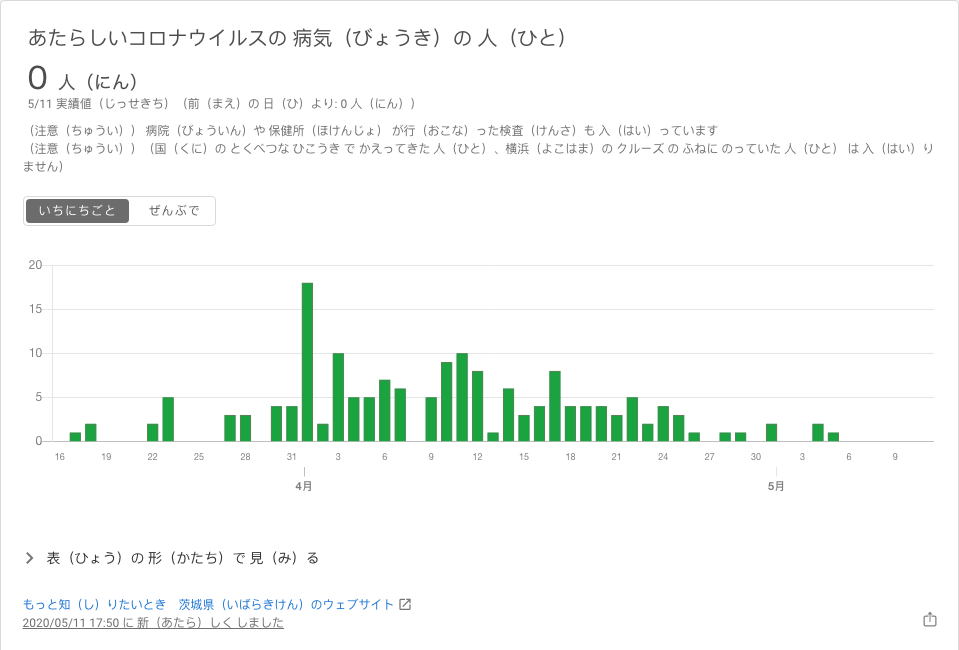 あたらしいコロナウイルスの 病気（びょうき）の 人（ひと）
0 人（にん）
5/11 実績値（じっせきち）（前（まえ）の 日（ひ）より: 0 人（にん））
（注意（ちゅうい）） 病院（びょういん）や 保健所（ほけんじょ） が行（おこな）った検査（けんさ）も 入（はい）っています
（注意（ちゅうい））（国（くに）の とくべつな ひこうき で かえってきた 人（ひと）、横浜（よこはま）の クルーズ の ふねに のっていた 人（ひと） は 入（はい）り
ません）
いちにちごと ぜんぶで
20
15
10
5
0
16 19 22 25 28 31 3 6 9 12 15 18 21 24 27 30 3 6 9
4月 5月
表（ひょう）の 形（かたち）で 見（み）る
もっと知（し）りたいとき　茨城県（いばらきけん）のウェブサイト
2020/05/11 17:50 に 新（あたら）しく しました